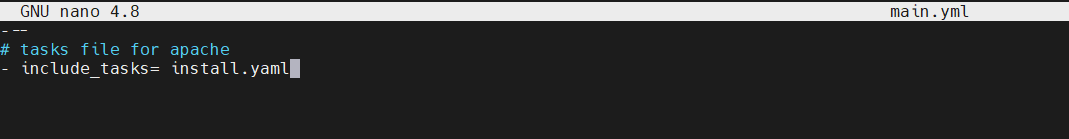 GNU nano 4.8 main.yml
---
# tasks file for apache
- include_tasks= install.yaml